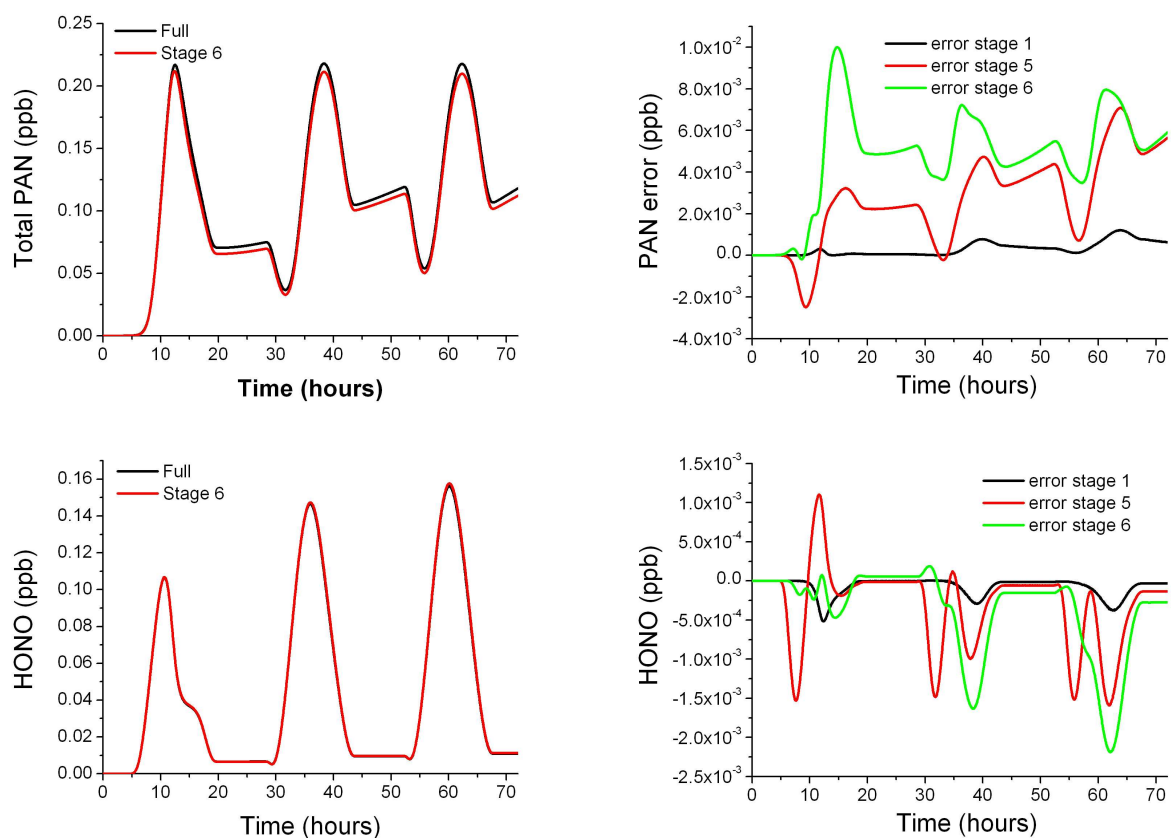 Full
Stage 6
Total PAN (ppb)
0.25
0.20
0.15
0.10
0.05
0.00
0 10 20 30 40 50 60 70
Time (hours)
error stage 1
error stage 5
error stage 6
PAN error (ppb)
1.0x10⁻²
8.0x10⁻³
6.0x10⁻³
4.0x10⁻³
2.0x10⁻³
0.0
-2.0x10⁻³
-4.0x10⁻³
0 10 20 30 40 50 60 70
Time (hours)
Full
Stage 6
HONO (ppb)
0.16
0.14
0.12
0.10
0.08
0.06
0.04
0.02
0.00
0 10 20 30 40 50 60 70
Time (hours)
error stage 1
error stage 5
error stage 6
HONO (ppb)
1.5x10⁻³
1.0x10⁻³
5.0x10⁻⁴
0.0
-5.0x10⁻⁴
-1.0x10⁻³
-1.5x10⁻³
-2.0x10⁻³
-2.5x10⁻³
0 10 20 30 40 50 60 70
Time (hours)